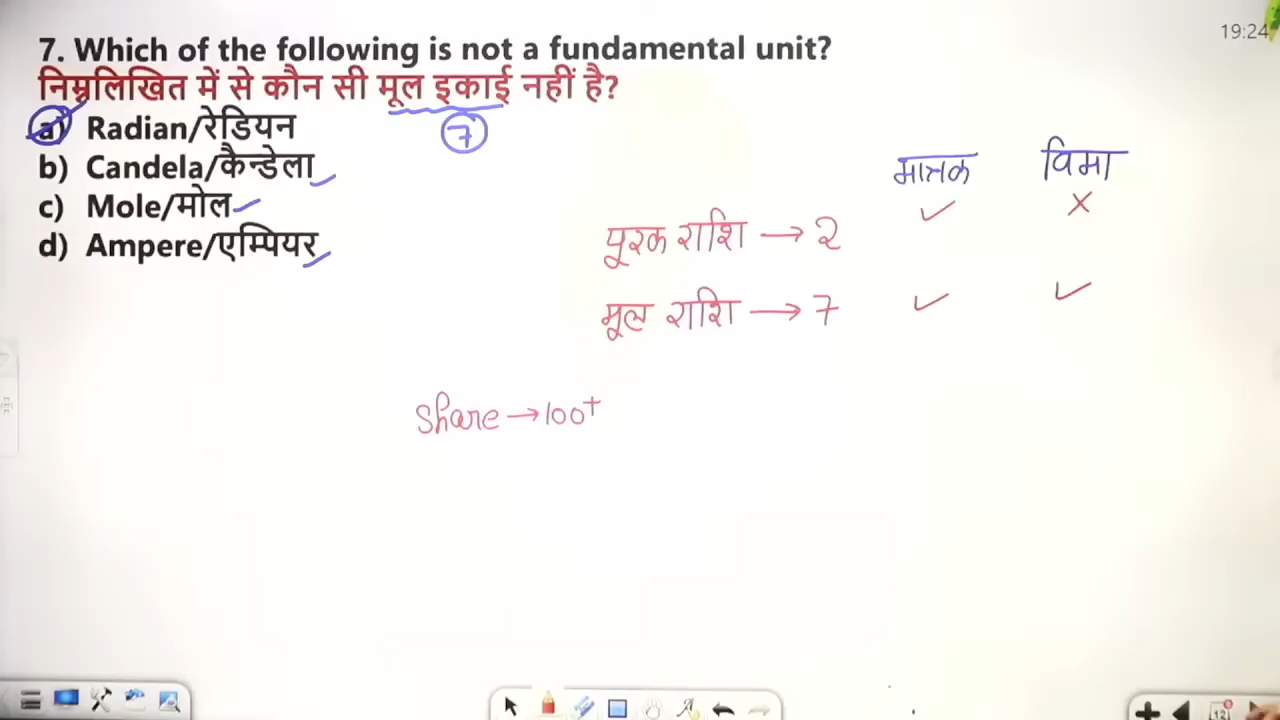 19:24
7. Which of the following is not a fundamental unit?
निम्नलिखित में से कौन सी मूल इकाई नहीं है?
a) Radian/रेडियन
7
b) Candela/कैन्डेला
c) Mole/मोल
d) Ampere/एम्पियर
मात्रक विमा
पूरक राशि → 2 ✓ ×
मूल राशि → 7 ✓ ✓
Share → 100+
12